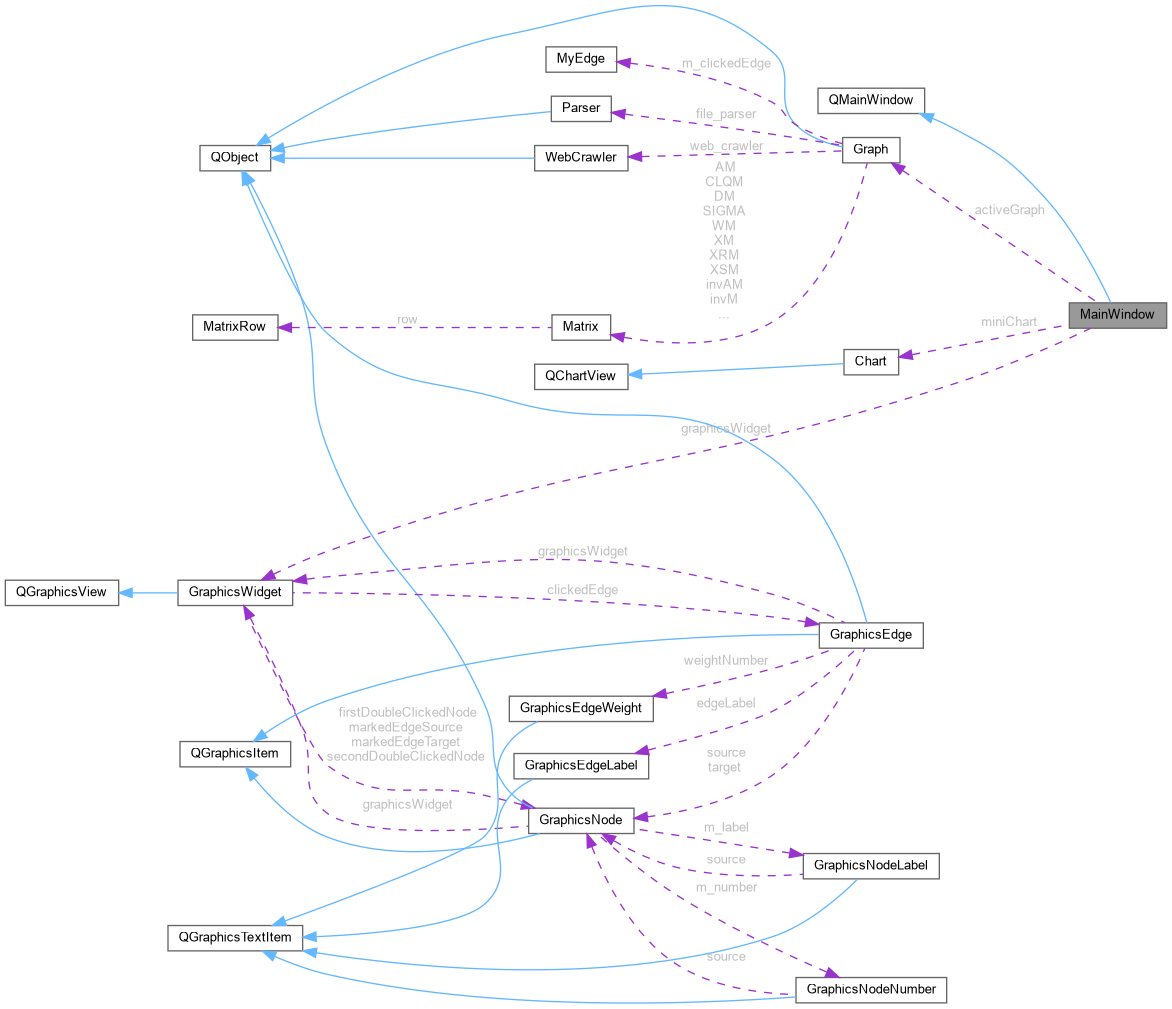 MyEdge
m_clickedEdge
QMainWindow
Parser
file_parser
QObject
WebCrawler
web_crawler
Graph
AM
CLQM
DM
SIGMA
WM
XM
XRM
XSM
invAM
invM
...
activeGraph
MainWindow
MatrixRow
row
Matrix
miniChart
QChartView
Chart
graphicsWidget
graphicsWidget
QGraphicsView
GraphicsWidget
clickedEdge
GraphicsEdge
weightNumber
GraphicsEdgeWeight
edgeLabel
firstDoubleClickedNode
markedEdgeSource
markedEdgeTarget
secondDoubleClickedNode
QGraphicsItem
GraphicsEdgeLabel
source
target
graphicsWidget
GraphicsNode
m_label
source
GraphicsNodeLabel
m_number
QGraphicsTextItem
source
GraphicsNodeNumber